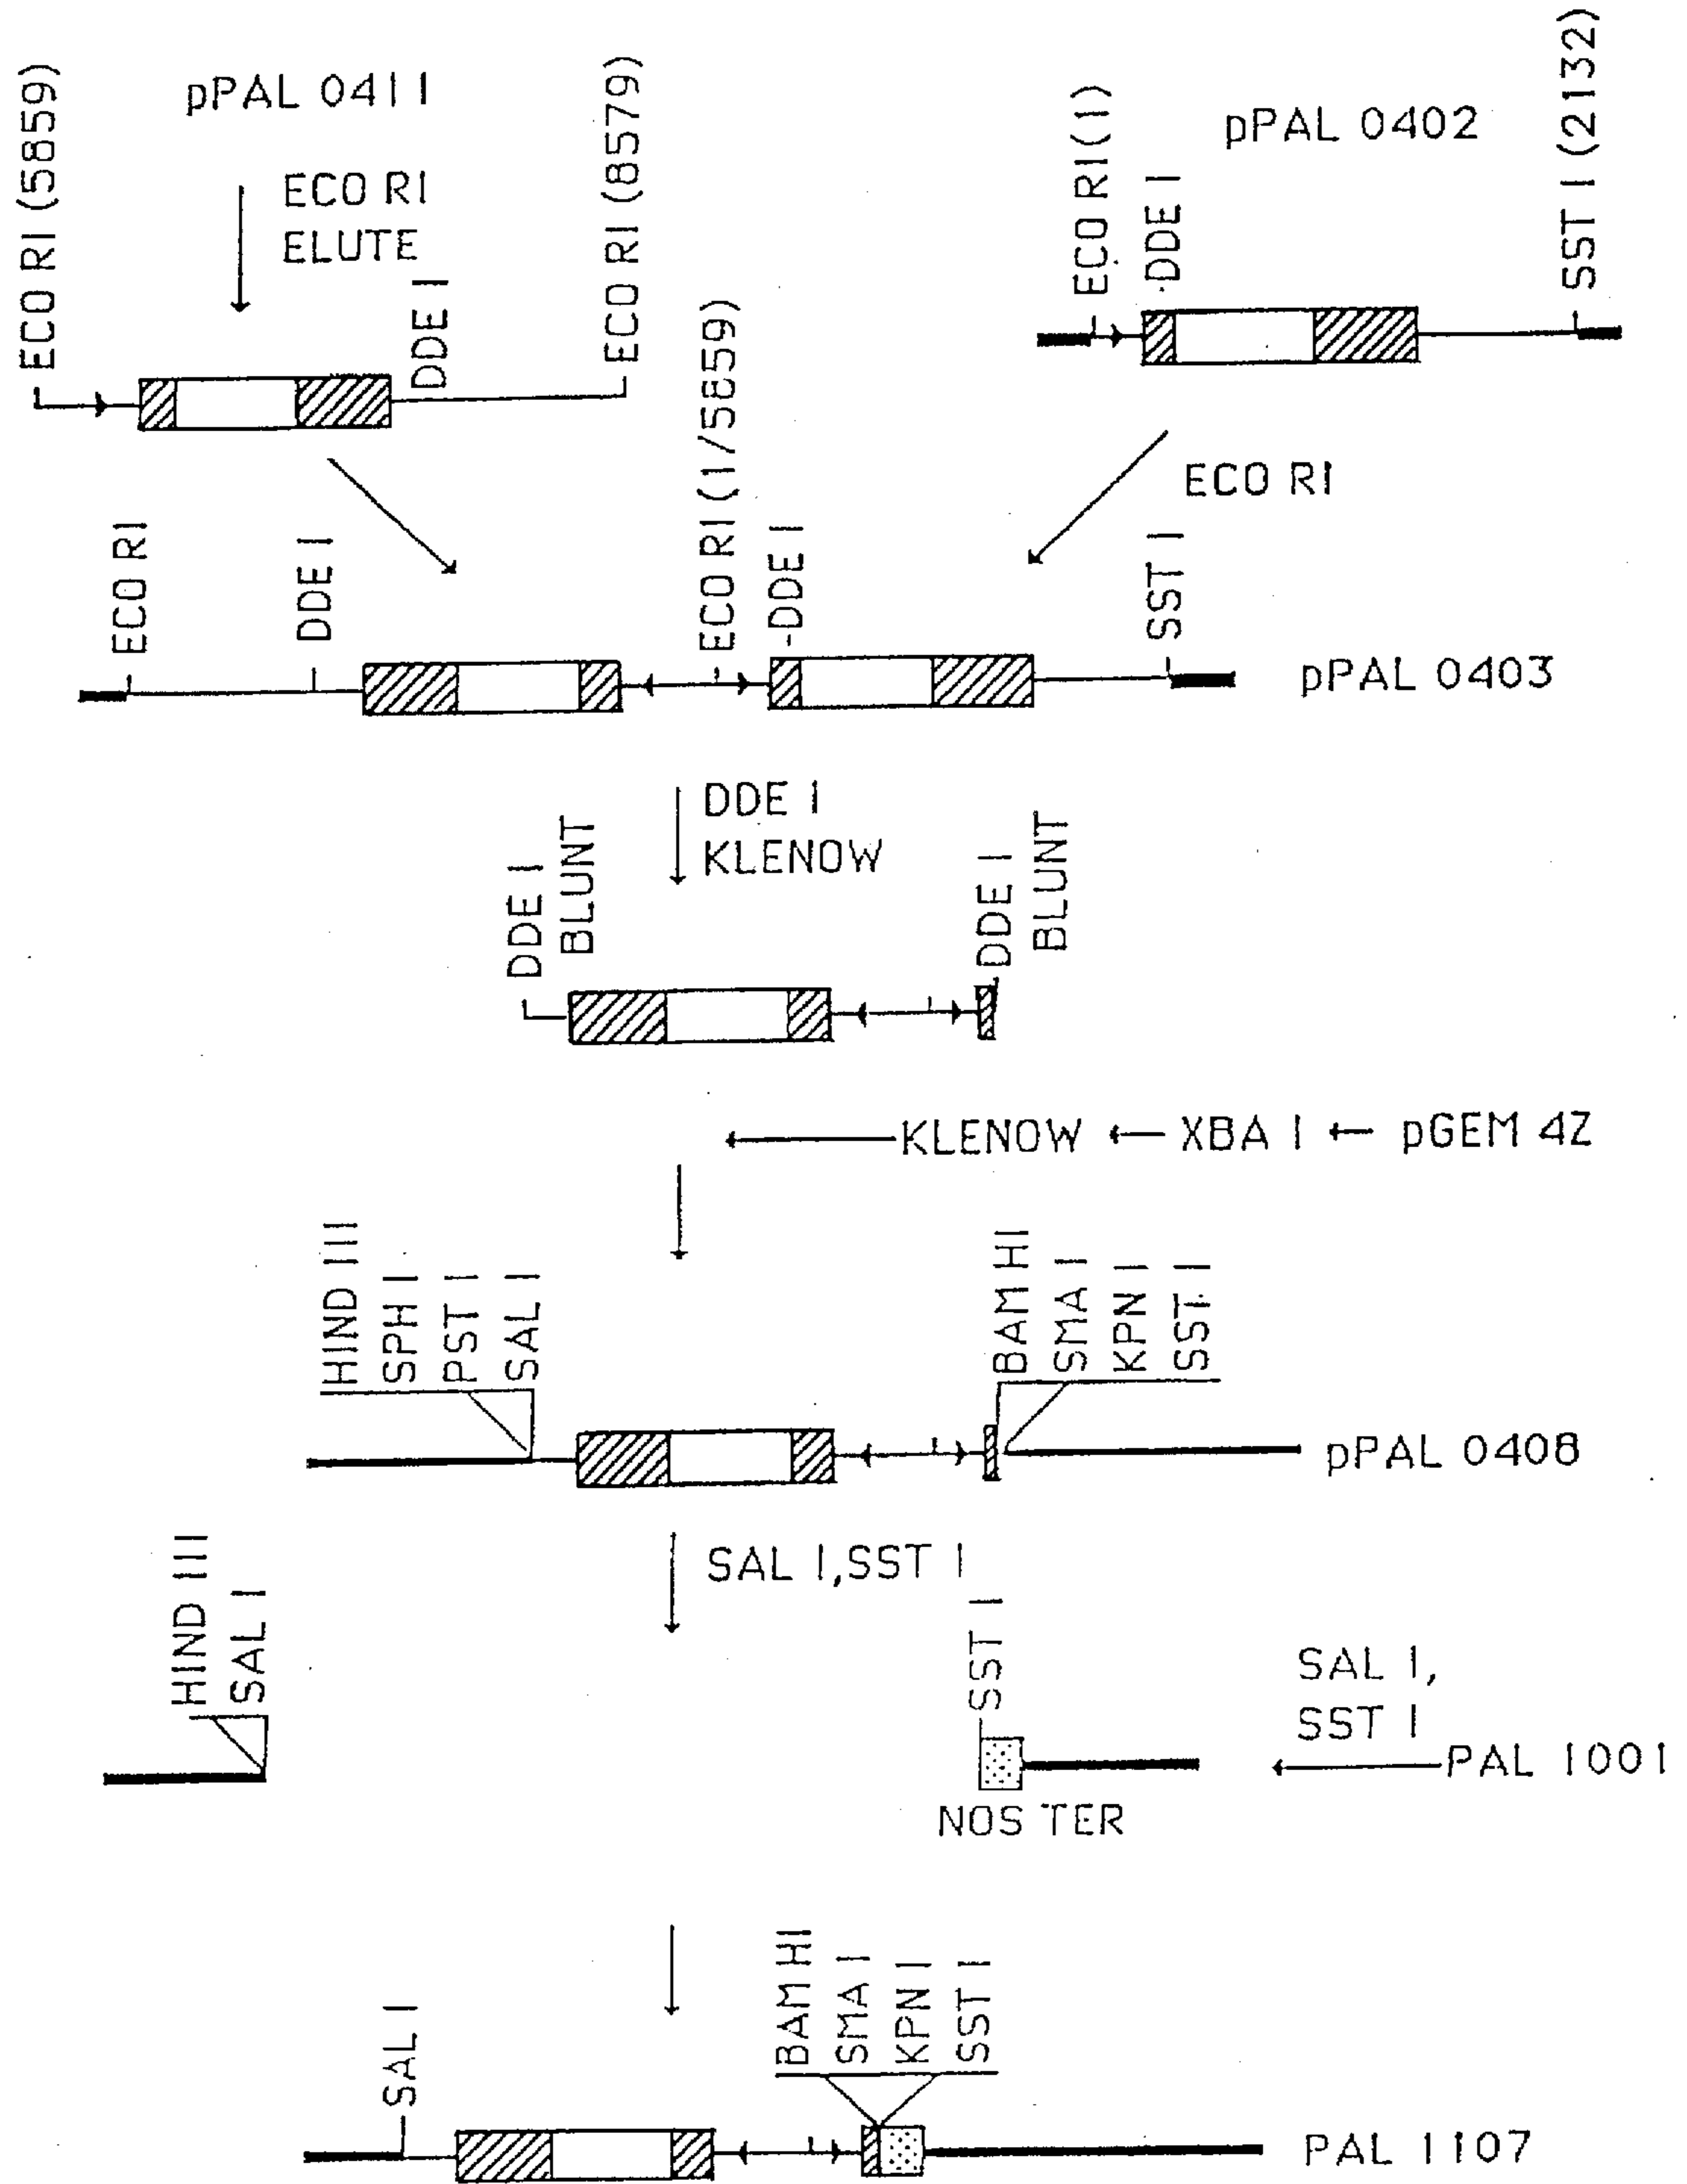 ECO RI (5859)
pPAL 0411
ECO RI
ELUTE
DDE I
ECO RI (8579)
ECO RI(1)
DDE I
pPAL 0402
SST I (2132)
ECO RI
ECO RI
DDE I
ECO RI(1/5859)
DDE I
SST I
pPAL 0403
DDE I
KLENOW
DDE I
BLUNT
DDE I
BLUNT
KLENOW ← XBA I ← pGEM 4Z
HIND III
SPH I
PST I
SAL I
BAM HI
SMA I
KPN I
SST I
pPAL 0408
SAL I,SST I
HIND III
SAL I
SST I
NOS TER
SAL I,
SST I
PAL 1001
SAL I
BAM HI
SMA I
KPN I
SST I
PAL 1107